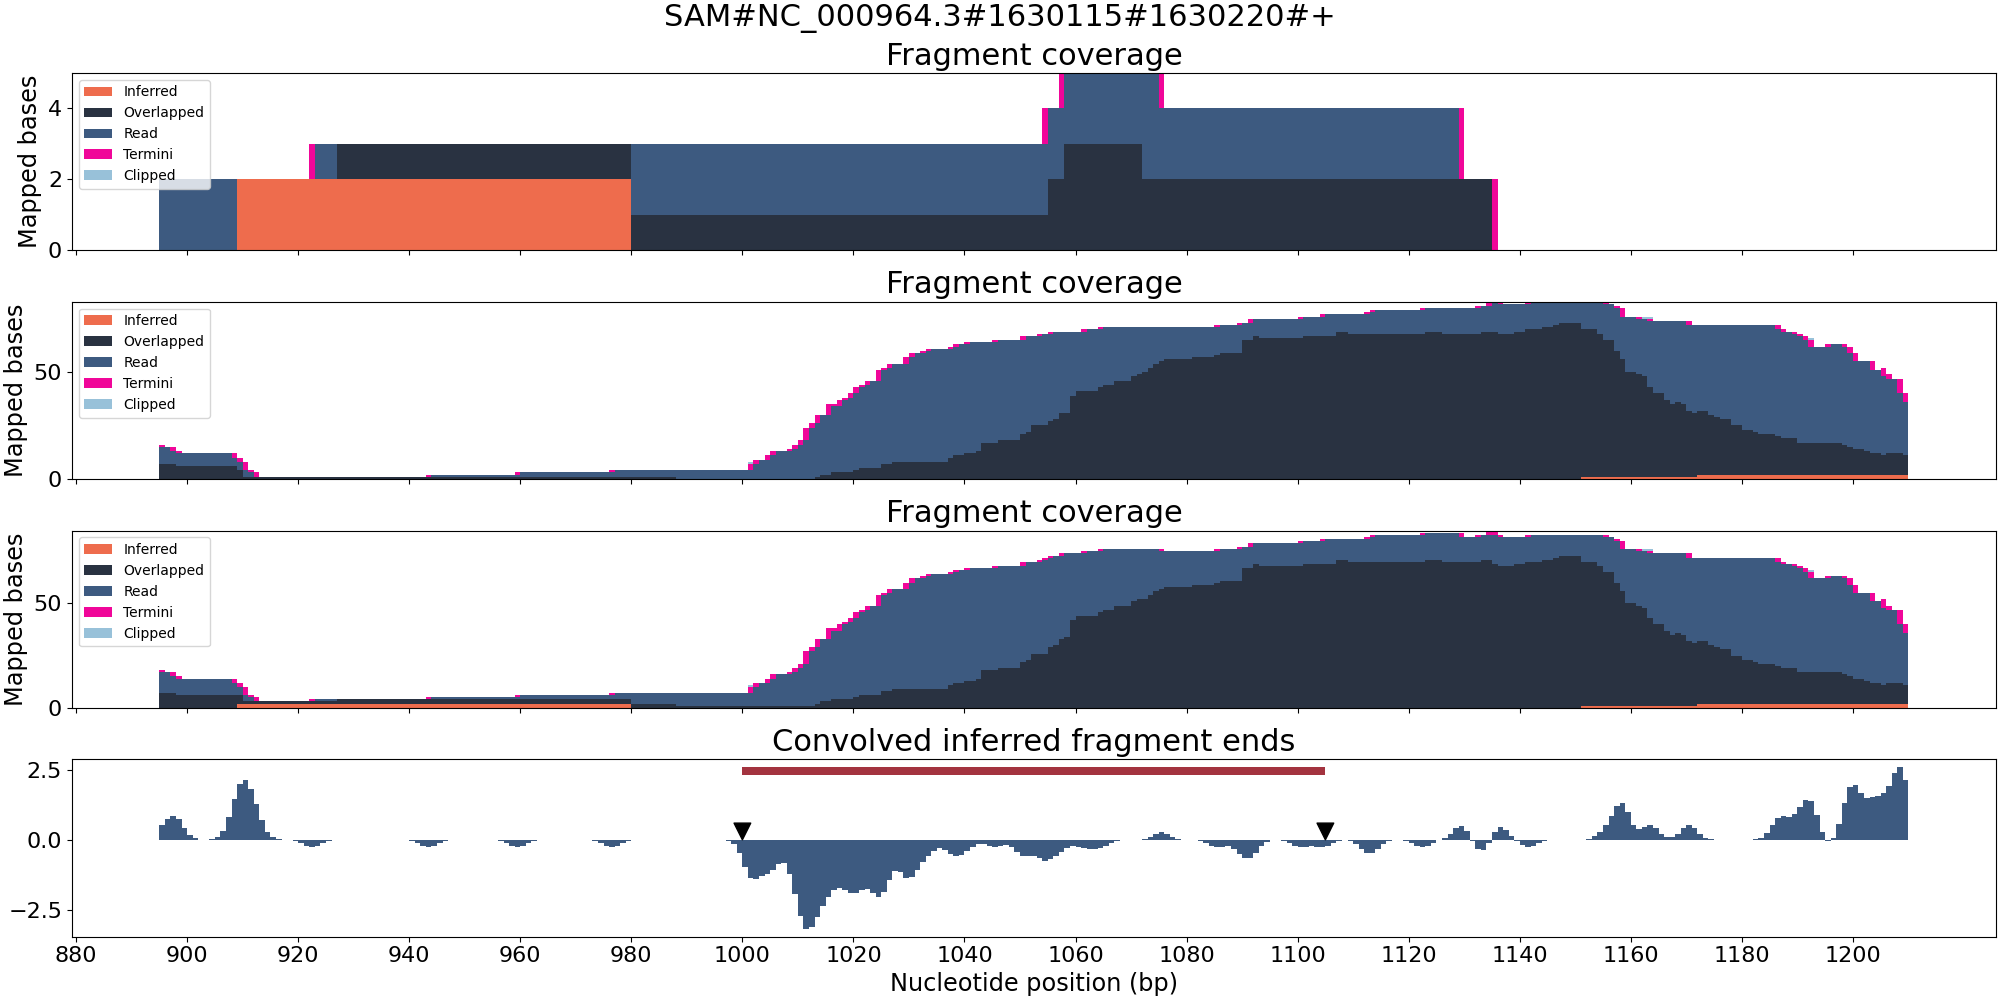 SAM#NC_000964.3#1630115#1630220#+
Fragment coverage
Mapped bases
4
2
0
Inferred
Overlapped
Read
Termini
Clipped
Fragment coverage
Mapped bases
50
0
Inferred
Overlapped
Read
Termini
Clipped
Fragment coverage
Mapped bases
50
0
Inferred
Overlapped
Read
Termini
Clipped
Convolved inferred fragment ends
2.5
0.0
−2.5
880 900 920 940 960 980 1000 1020 1040 1060 1080 1100 1120 1140 1160 1180 1200
Nucleotide position (bp)